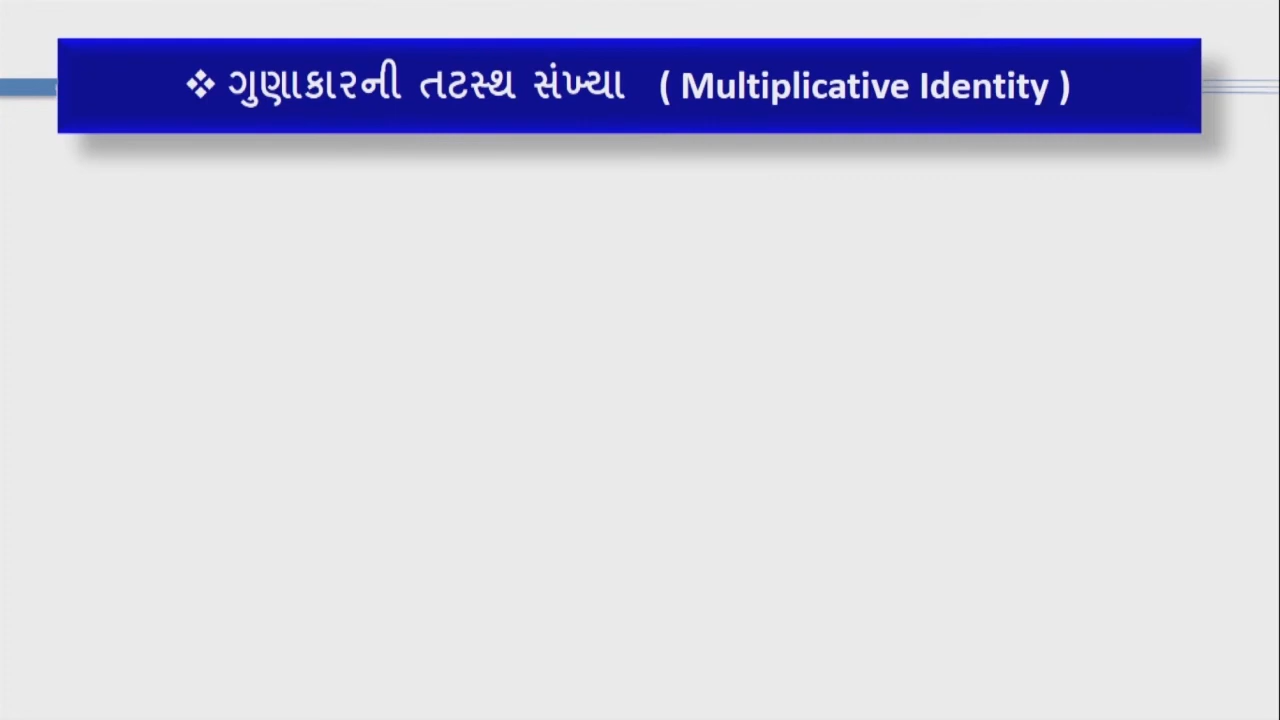 ❖ ગુણાકારની તટસ્થ સંખ્યા ( Multiplicative Identity )